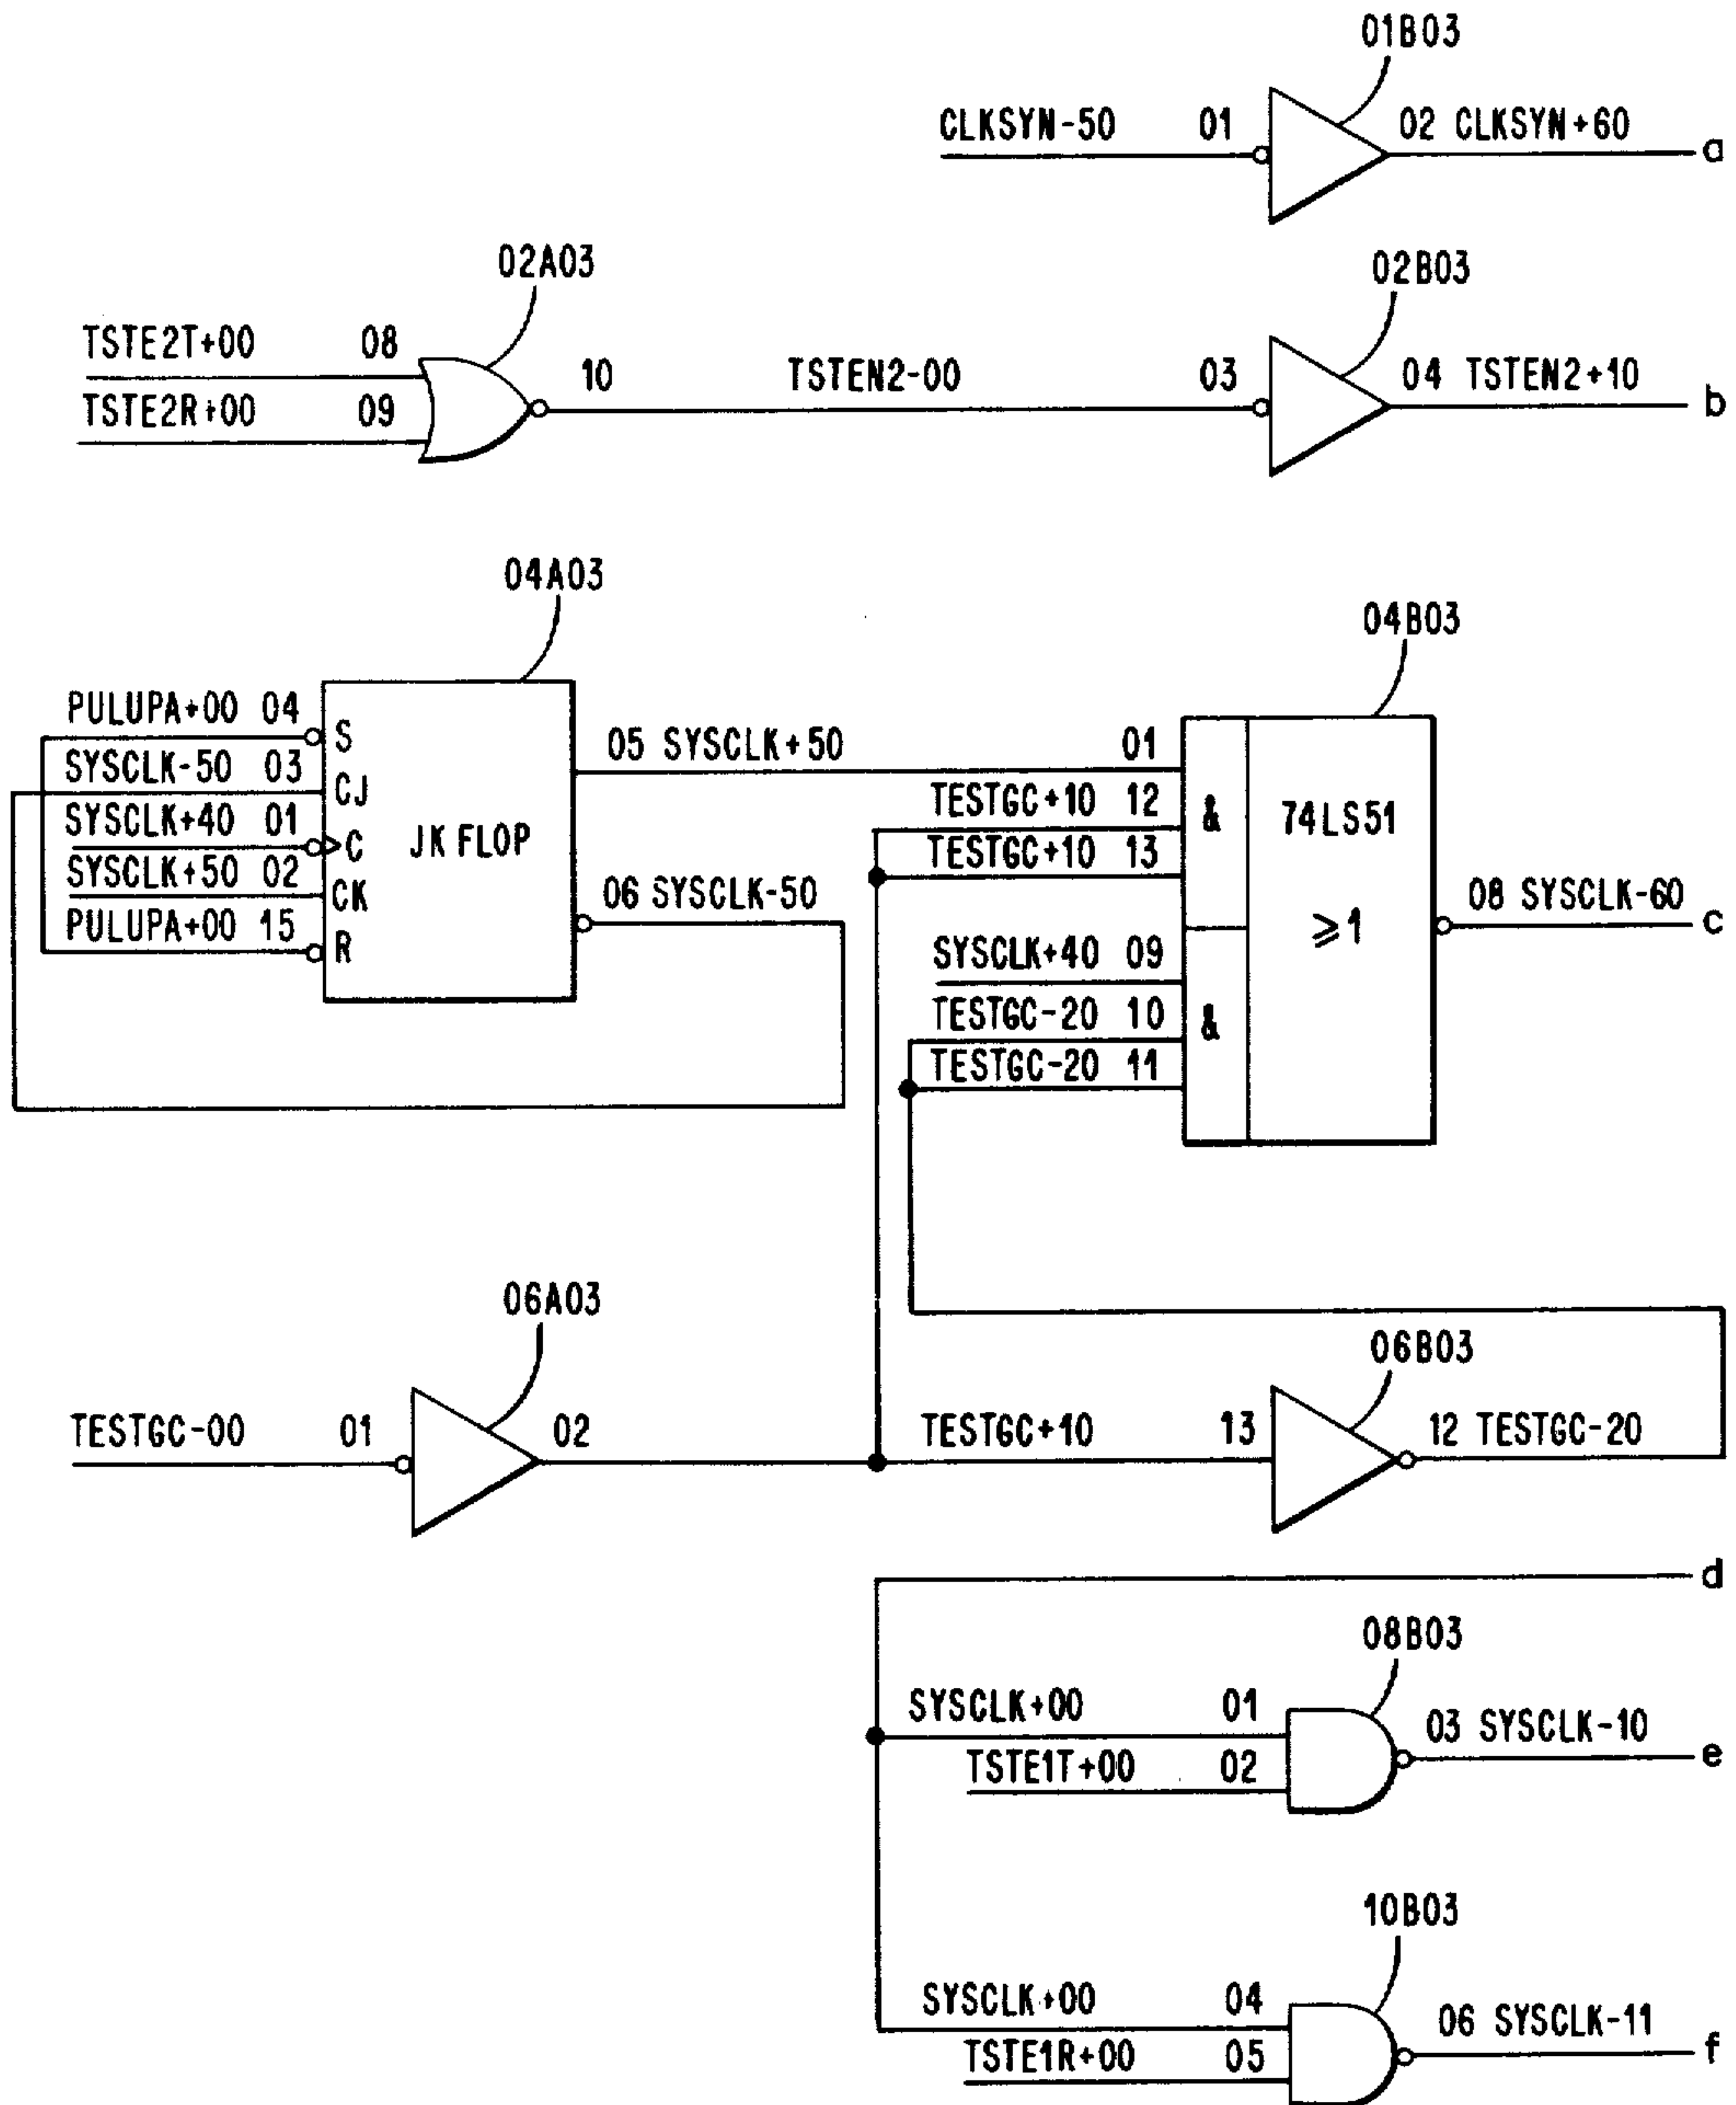 01B03
CLKSYN-50 01 02 CLKSYN+60 a
02A03 02B03
TSTE2T+00 08
10 TSTEN2-00 03 04 TSTEN2+10 b
TSTE2R+00 09
04A03
04B03
PULUPA+00 04 S
05 SYSCLK+50 01
SYSCLK-50 03 CJ
TESTGC+10 12 & 74LS51
SYSCLK+40 01 C JK FLOP
TESTGC+10 13
SYSCLK+50 02 CK
06 SYSCLK-50
08 SYSCLK-60 c
PULUPA+00 15 R
≥1
SYSCLK+40 09
TESTGC-20 10 &
TESTGC-20 11
06A03
06B03
TESTGC-00 01 02 TESTGC+10 13 12 TESTGC-20
d
08B03
SYSCLK+00 01
03 SYSCLK-10 e
TSTE1T+00 02
10B03
SYSCLK+00 04
06 SYSCLK-11 f
TSTE1R+00 05